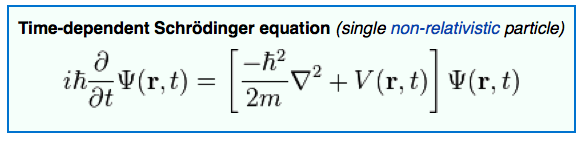 Time-dependent Schrödinger equation (single non-relativistic particle)
iħ ∂/∂t Ψ(r, t) = [ −ħ²/2m ∇² + V(r, t) ] Ψ(r, t)